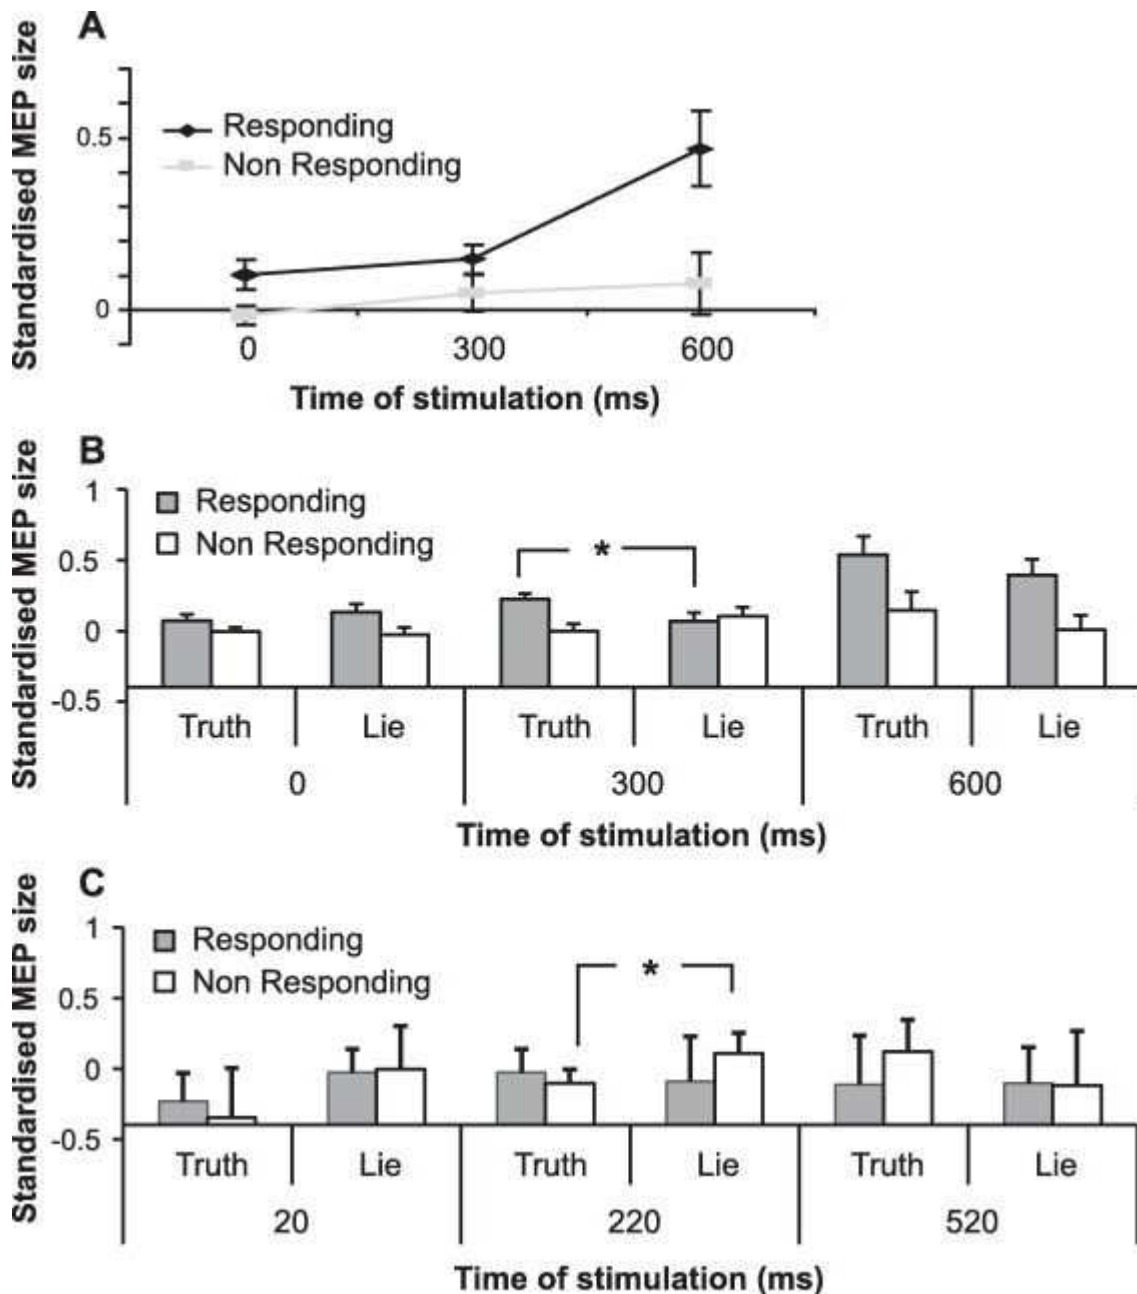 A
Standardised MEP size
0.5
0
Responding
Non Responding
0 300 600
Time of stimulation (ms)
B
Standardised MEP size
1
0.5
0
-0.5
Responding
Non Responding
*
Truth Lie Truth Lie Truth Lie
0 300 600
Time of stimulation (ms)
C
Standardised MEP size
1
0.5
0
-0.5
Responding
Non Responding
*
Truth Lie Truth Lie Truth Lie
20 220 520
Time of stimulation (ms)